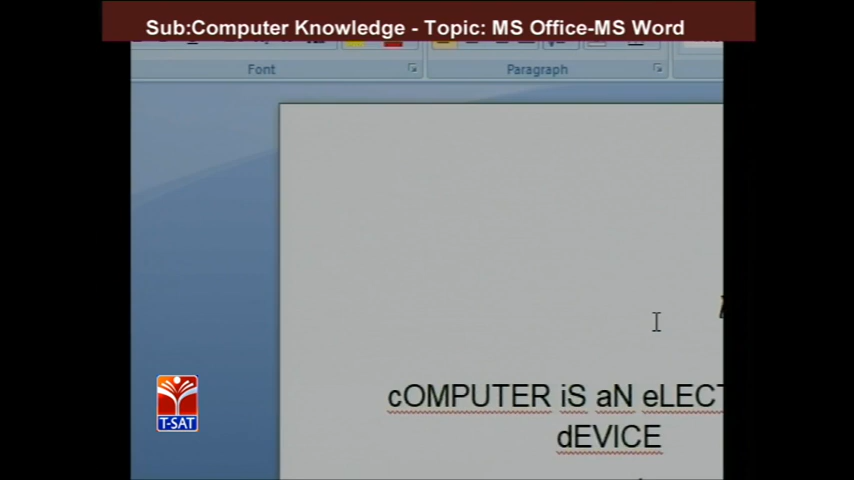 Sub:Computer Knowledge - Topic: MS Office-MS Word
Font
Paragraph
cOMPUTER iS aN eLECT
dEVICE
T-SAT